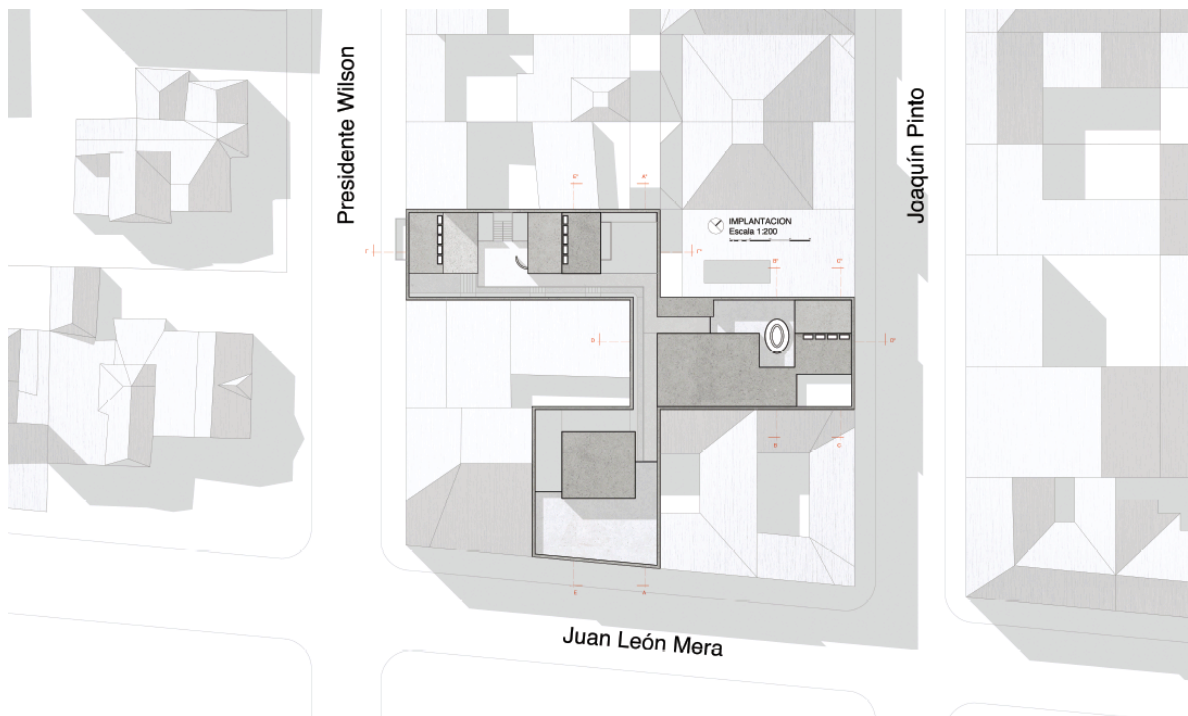 Presidente Wilson
Joaquín Pinto
IMPLANTACION
Escala 1:200
E'
A'
B'
C'
D
D'
B
C
E
A
Juan León Mera